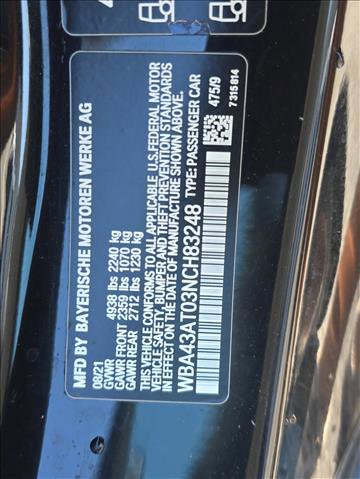 MFD BY BAYERISCHE MOTOREN WERKE AG
08/21
GVWR 4938 lbs 2240 kg
GAWR FRONT 2359 lbs 1070 kg
GAWR REAR 2712 lbs 1230 kg
THIS VEHICLE CONFORMS TO ALL APPLICABLE U.S. FEDERAL MOTOR
VEHICLE SAFETY, BUMPER AND THEFT PREVENTION STANDARDS
IN EFFECT ON THE DATE OF MANUFACTURE SHOWN ABOVE.
WBA43AT03NCH83248 TYPE: PASSENGER CAR
475/9
7 315 814